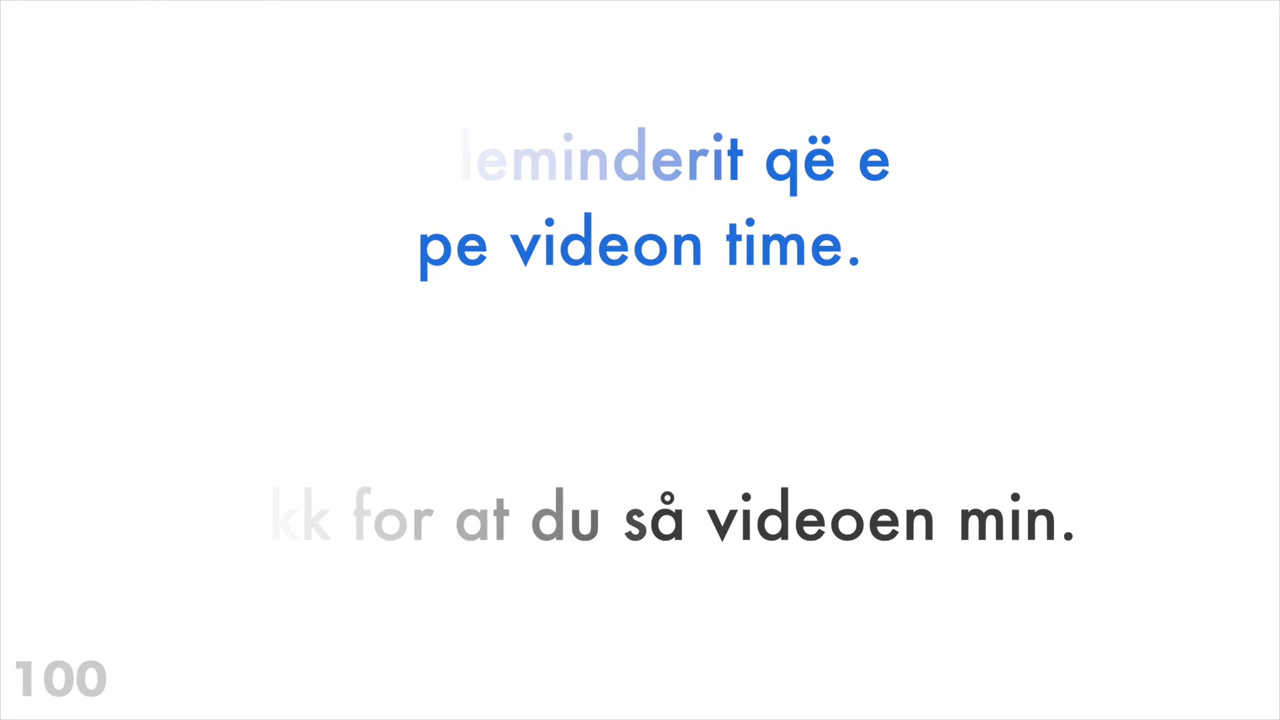 leminderit që e
pe videon time.
kk for at du så videoen min.
100